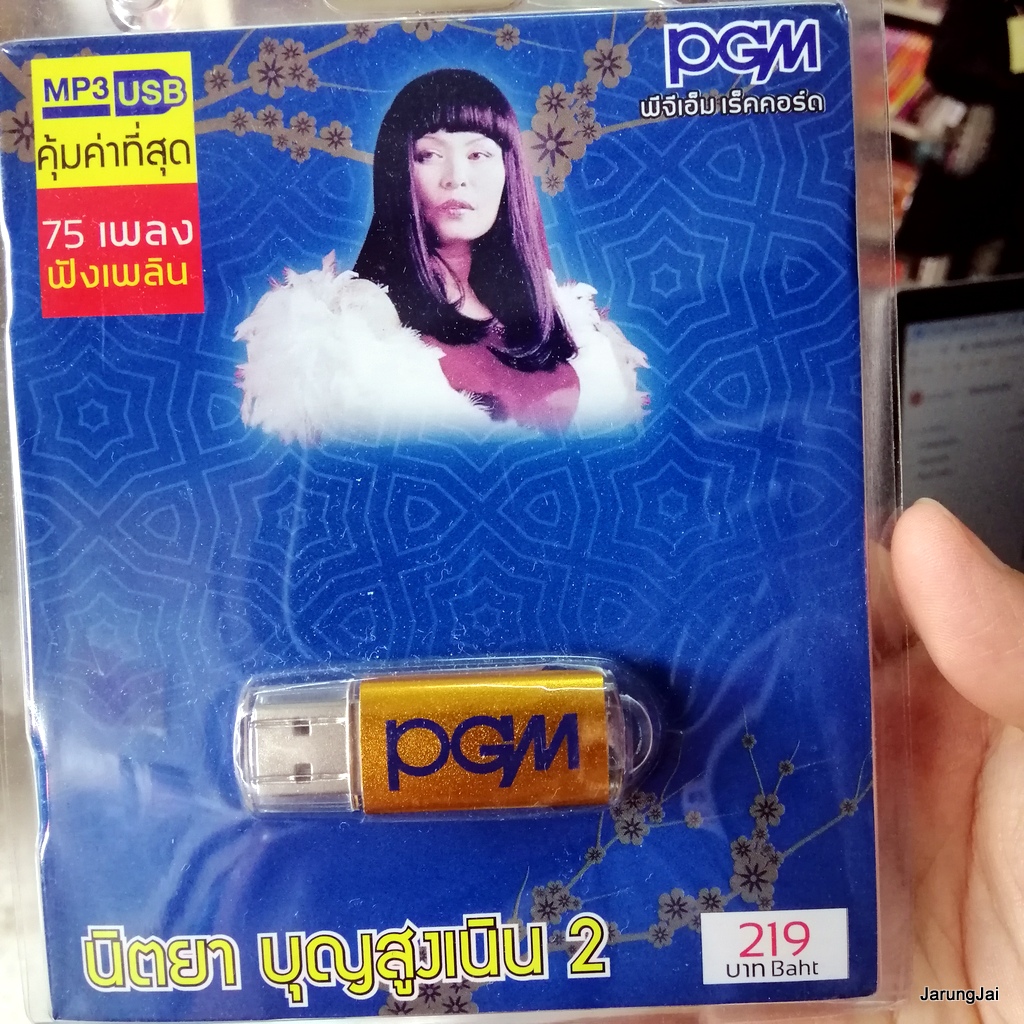 MP3 USB
คุ้มค่าที่สุด
75 เพลง
ฟังเพลิน
PGM
พีจีเอ็ม เร็คคอร์ด
PGM
นิตยา บุญสูงเนิน 2
219
บาท Baht
JarungJai